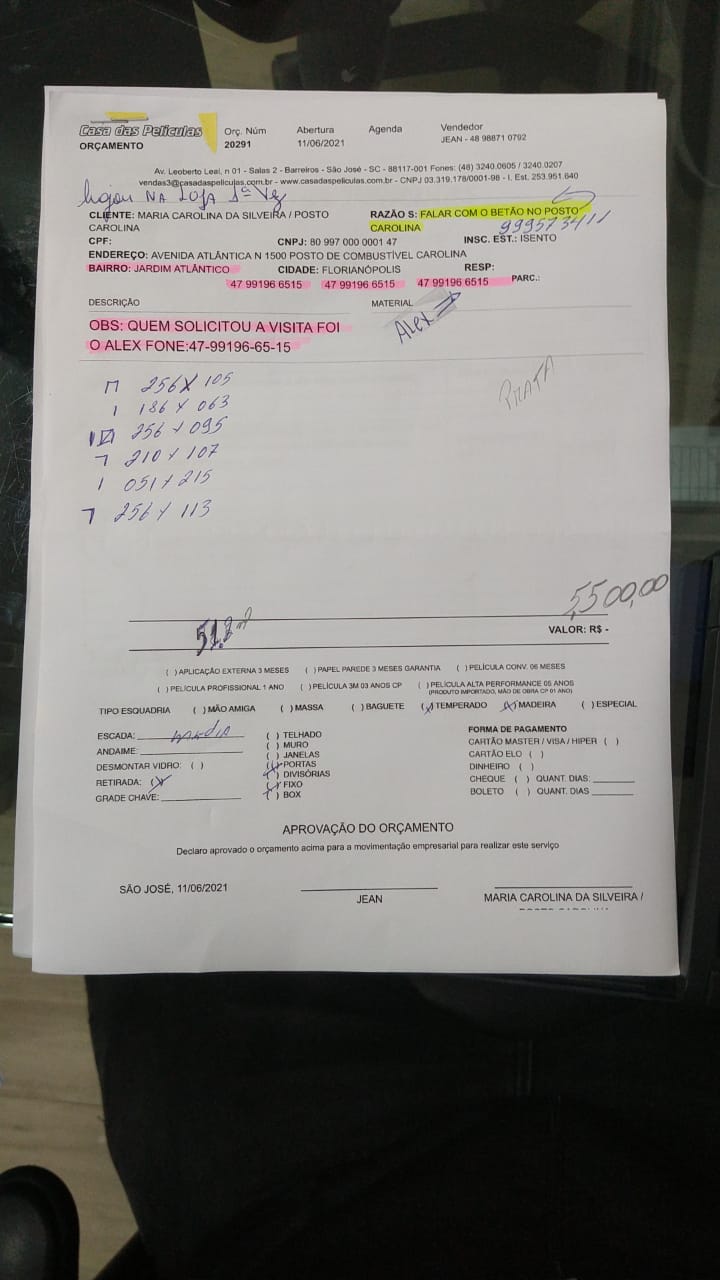 Casa das Películas
ORÇAMENTO
Orç. Núm
20291
Abertura
11/06/2021
Agenda
Vendedor
JEAN - 48 98871 0792
Av. Leoberto Leal, n 01 - Salas 2 - Barreiros - São José - SC - 88117-001 Fones: (48) 3240.0605 / 3240.0207
vendas3@casadaspeliculas.com.br - www.casadaspeliculas.com.br - CNPJ 03.319.178/0001-98 - I. Est. 253.951.640
ligou NA LOJA 1ª Vez
CLIENTE: MARIA CAROLINA DA SILVEIRA / POSTO
CAROLINA
RAZÃO S: FALAR COM O BETÃO NO POSTO
CAROLINA
999573411
CPF:
CNPJ: 80 997 000 0001 47
INSC. EST.: ISENTO
ENDEREÇO: AVENIDA ATLÂNTICA N 1500 POSTO DE COMBUSTÍVEL CAROLINA
BAIRRO: JARDIM ATLÂNTICO
CIDADE: FLORIANÓPOLIS
RESP:
47 99196 6515 47 99196 6515 47 99196 6515 PARC.:
DESCRIÇÃO
MATERIAL
Alex
OBS: QUEM SOLICITOU A VISITA FOI
O ALEX FONE:47-99196-65-15
PRATA
256 X 105
1 186 X 063
256 X 095
210 X 107
1 051 X 215
256 X 113
5,500,00
51,2 m²
VALOR: R$ -
( ) APLICAÇÃO EXTERNA 3 MESES ( ) PAPEL PAREDE 3 MESES GARANTIA ( ) PELÍCULA CONV. 06 MESES
( ) PELÍCULA PROFISSIONAL 1 ANO ( ) PELÍCULA 3M 03 ANOS CP ( ) PELÍCULA ALTA PERFORMANCE 05 ANOS
(PRODUTO IMPORTADO, MÃO DE OBRA CP 01 ANO)
TIPO ESQUADRIA ( ) MÃO AMIGA ( ) MASSA ( ) BAGUETE (X) TEMPERADO (X) MADEIRA ( ) ESPECIAL
ESCADA:
ANDAIME:
DESMONTAR VIDRO: ( )
RETIRADA: (X)
GRADE CHAVE:
( ) TELHADO
( ) MURO
( ) JANELAS
(X) PORTAS
(X) DIVISÓRIAS
(X) FIXO
( ) BOX
FORMA DE PAGAMENTO
CARTÃO MASTER / VISA / HIPER ( )
CARTÃO ELO ( )
DINHEIRO ( )
CHEQUE ( ) QUANT. DIAS:
BOLETO ( ) QUANT. DIAS
APROVAÇÃO DO ORÇAMENTO
Declaro aprovado o orçamento acima para a movimentação empresarial para realizar este serviço
SÃO JOSÉ, 11/06/2021
JEAN
MARIA CAROLINA DA SILVEIRA /